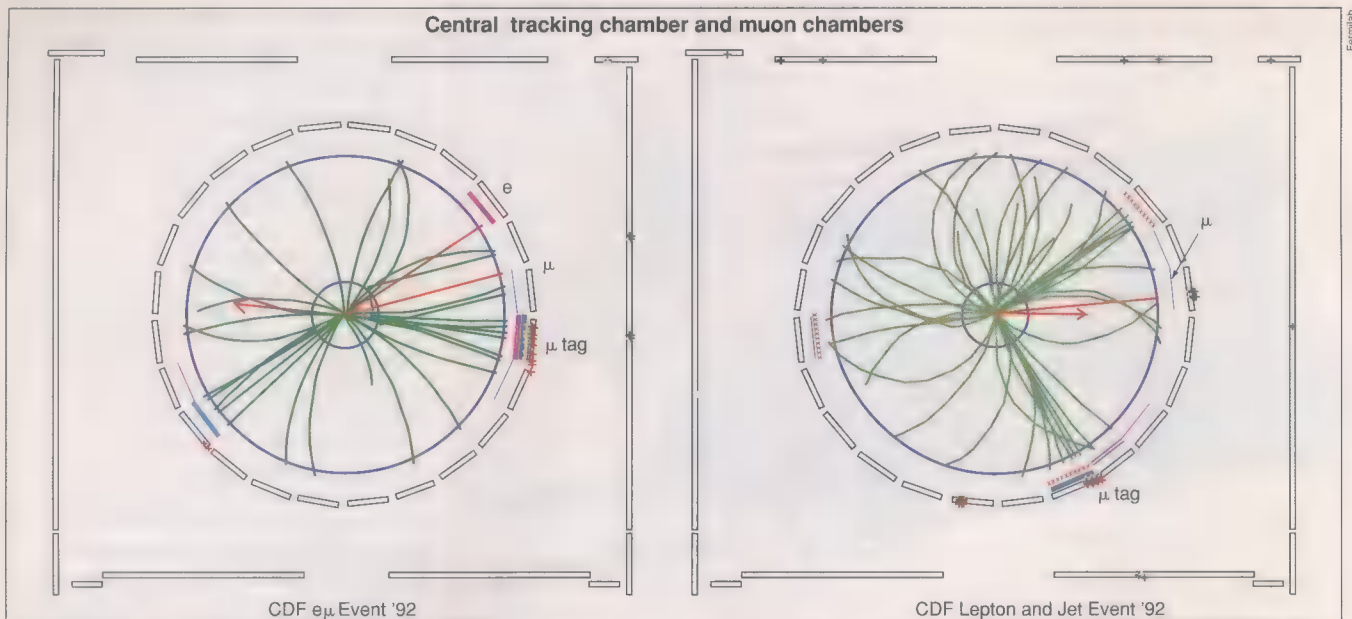 Central tracking chamber and muon chambers
Fermilab
e
μ
μ tag
μ
μ tag
CDF eμ Event '92
CDF Lepton and Jet Event '92